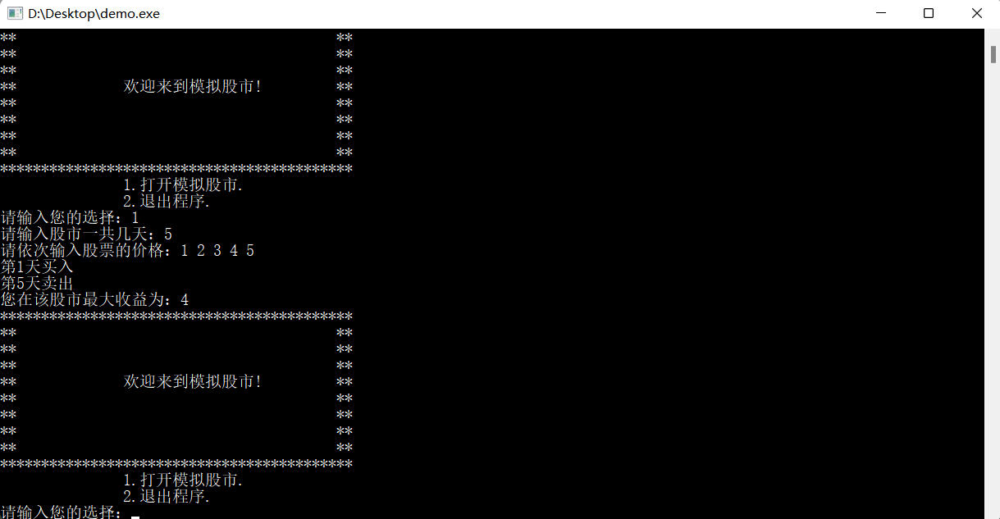 D:\Desktop\demo.exe
** **
** **
** **
** 欢迎来到模拟股市! **
** **
** **
** **
** **
*******************************************
1.打开模拟股市.
2.退出程序.
请输入您的选择：1
请输入股市一共几天：5
请依次输入股票的价格：1 2 3 4 5
第1天买入
第5天卖出
您在该股市最大收益为：4
*******************************************
** **
** **
** **
** 欢迎来到模拟股市! **
** **
** **
** **
** **
*******************************************
1.打开模拟股市.
2.退出程序.
请输入您的选择：